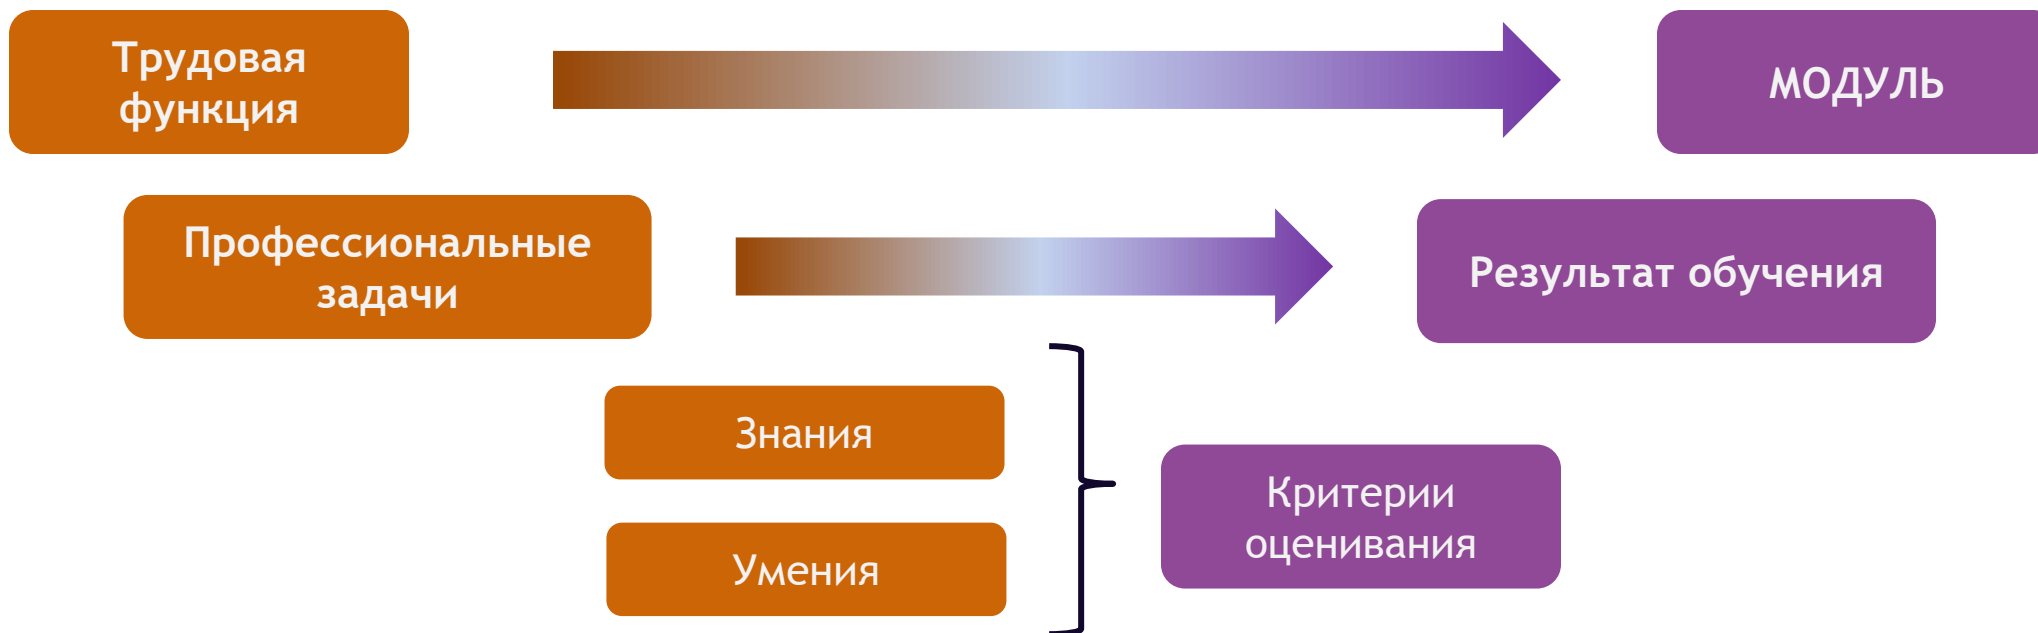 Трудовая
функция
МОДУЛЬ
Профессиональные
задачи
Результат обучения
Знания
Умения
Критерии
оценивания